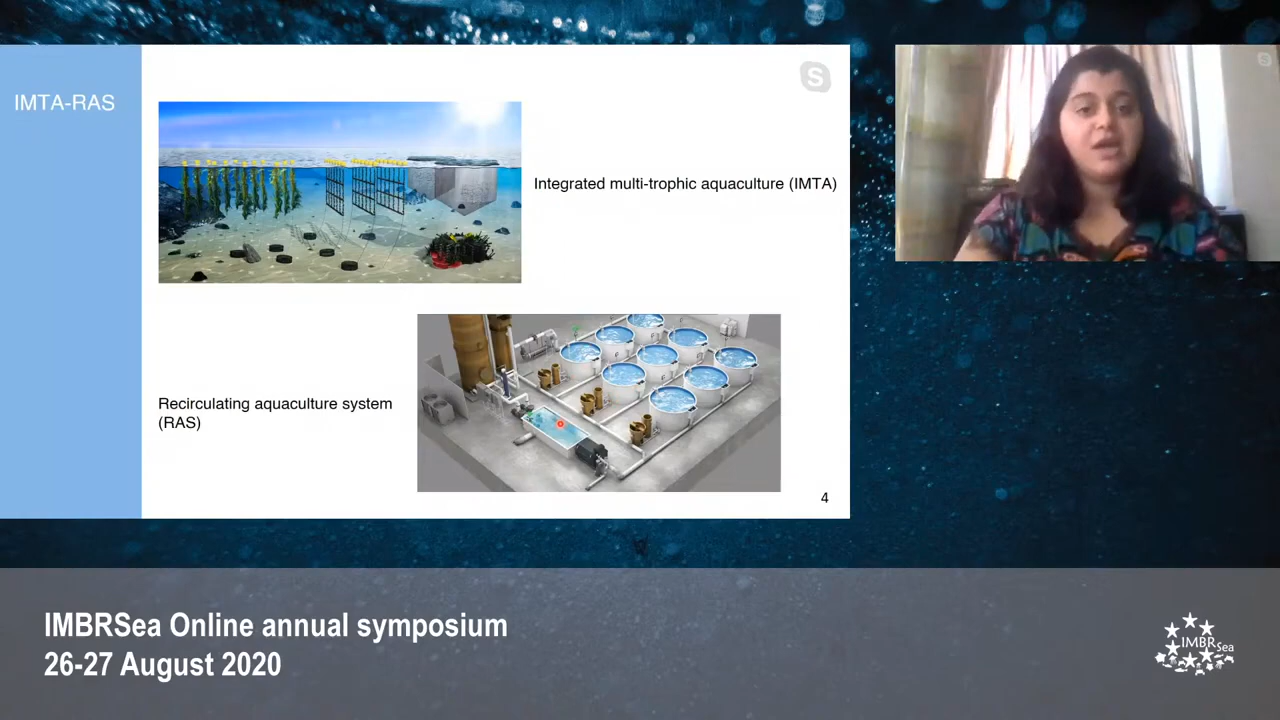 IMTA-RAS
Integrated multi-trophic aquaculture (IMTA)
Recirculating aquaculture system
(RAS)
4
IMBRSea Online annual symposium
26-27 August 2020
IMBRSea